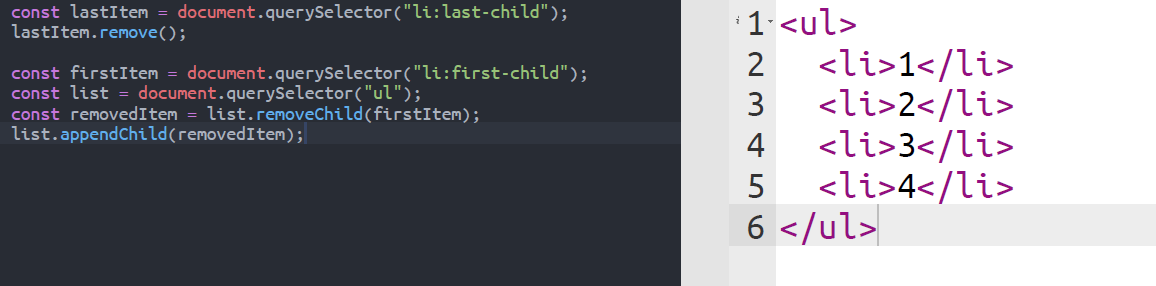 const lastItem = document.querySelector("li:last-child");
lastItem.remove();
const firstItem = document.querySelector("li:first-child");
const list = document.querySelector("ul");
const removedItem = list.removeChild(firstItem);
list.appendChild(removedItem);
i 1 <ul>
2 <li>1</li>
3 <li>2</li>
4 <li>3</li>
5 <li>4</li>
6 </ul>